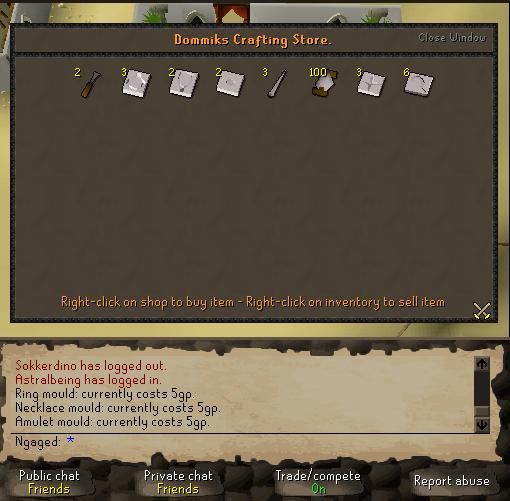 Dommiks Crafting Store.
Close Window
2 3 2 2 3 100 3 6
Right-click on shop to buy item - Right-click on inventory to sell item
Sokkerdino has logged out.
Astralbeing has logged in.
Ring mould: currently costs 5gp.
Necklace mould: currently costs 5gp.
Amulet mould: currently costs 5gp.
Ngaged: *
Public chat
Friends
Private chat
Friends
Trade/compete
On
Report abuse